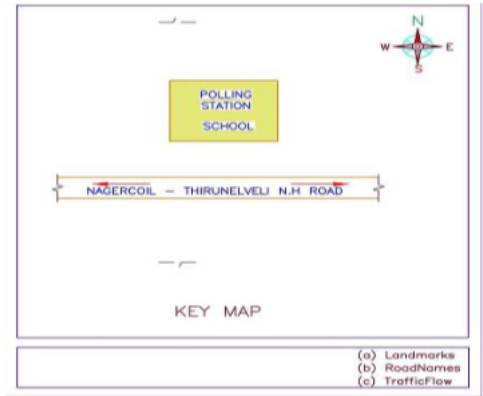 N
W E
S
POLLING
STATION
SCHOOL
NAGERCOIL – THIRUNELVELI N.H ROAD
KEY MAP
(a) Landmarks
(b) RoadNames
(c) TrafficFlow